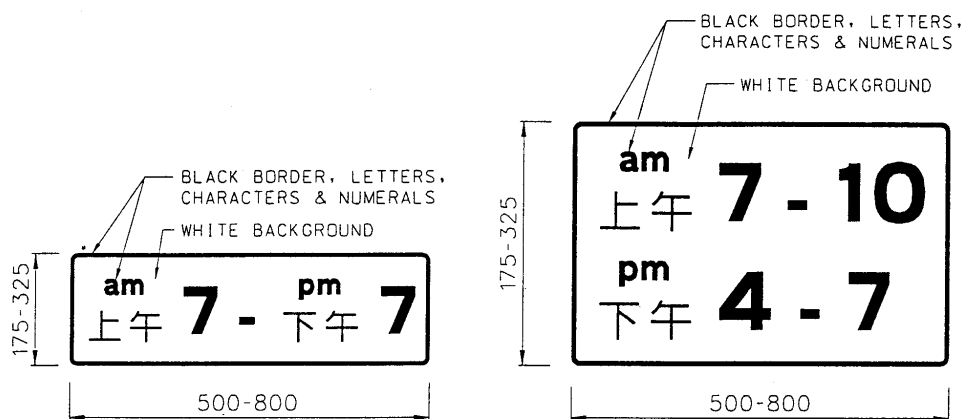 BLACK BORDER, LETTERS,
CHARACTERS & NUMERALS
WHITE BACKGROUND
am 上午 7 - pm 下午 7
175-325
500-800
BLACK BORDER, LETTERS,
CHARACTERS & NUMERALS
WHITE BACKGROUND
am
上午 7 - 10
pm
下午 4 - 7
175-325
500-800